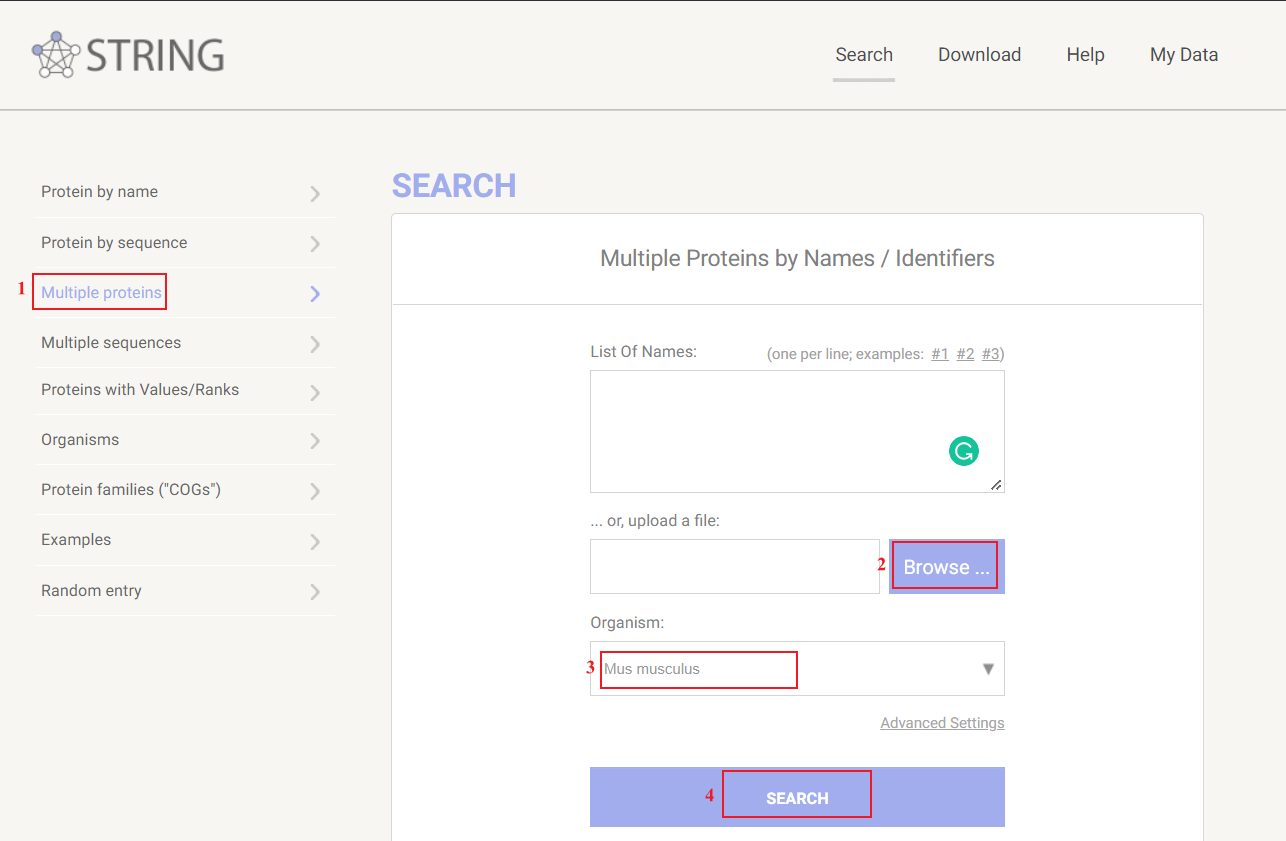 STRING
Search Download Help My Data
Protein by name
Protein by sequence
1 Multiple proteins
Multiple sequences
Proteins with Values/Ranks
Organisms
Protein families ("COGs")
Examples
Random entry
SEARCH
Multiple Proteins by Names / Identifiers
List Of Names: (one per line; examples: #1 #2 #3)
... or, upload a file:
2 Browse ...
Organism:
3 Mus musculus
Advanced Settings
4 SEARCH